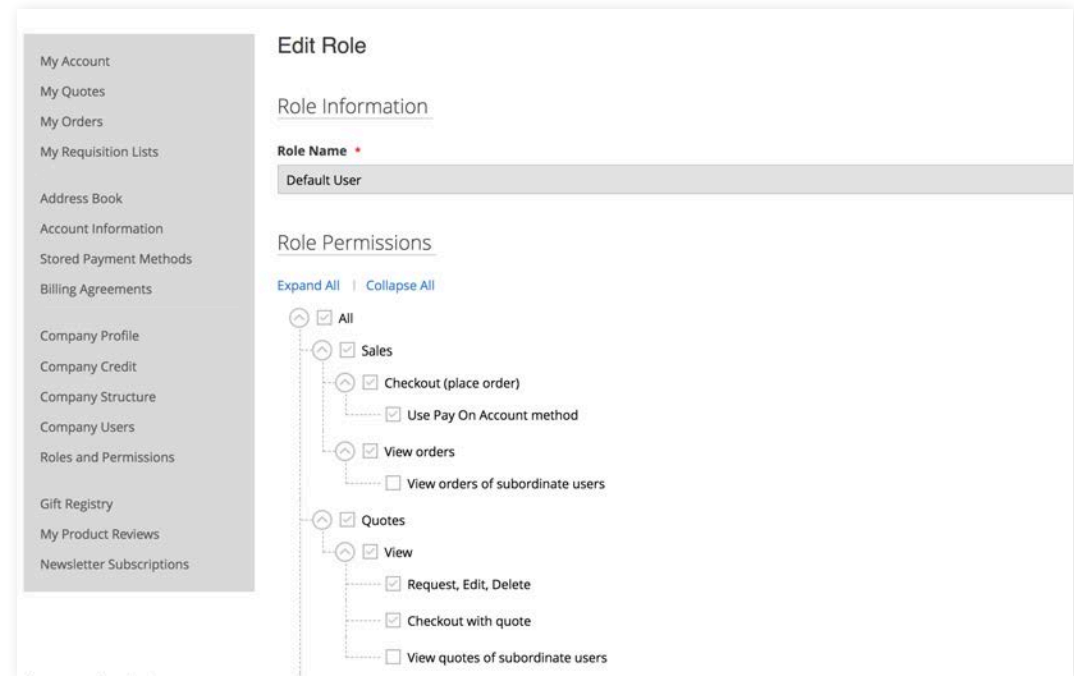 My Account
My Quotes
My Orders
My Requisition Lists
Address Book
Account Information
Stored Payment Methods
Billing Agreements
Company Profile
Company Credit
Company Structure
Company Users
Roles and Permissions
Gift Registry
My Product Reviews
Newsletter Subscriptions
Edit Role
Role Information
Role Name *
Default User
Role Permissions
Expand All | Collapse All
All
Sales
Checkout (place order)
Use Pay On Account method
View orders
View orders of subordinate users
Quotes
View
Request, Edit, Delete
Checkout with quote
View quotes of subordinate users